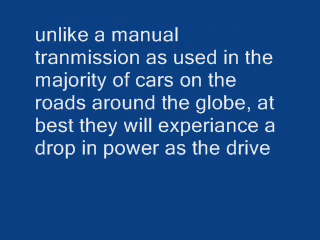 unlike a manual
tranmission as used in the
majority of cars on the
roads around the globe, at
best they will experiance a
drop in power as the drive